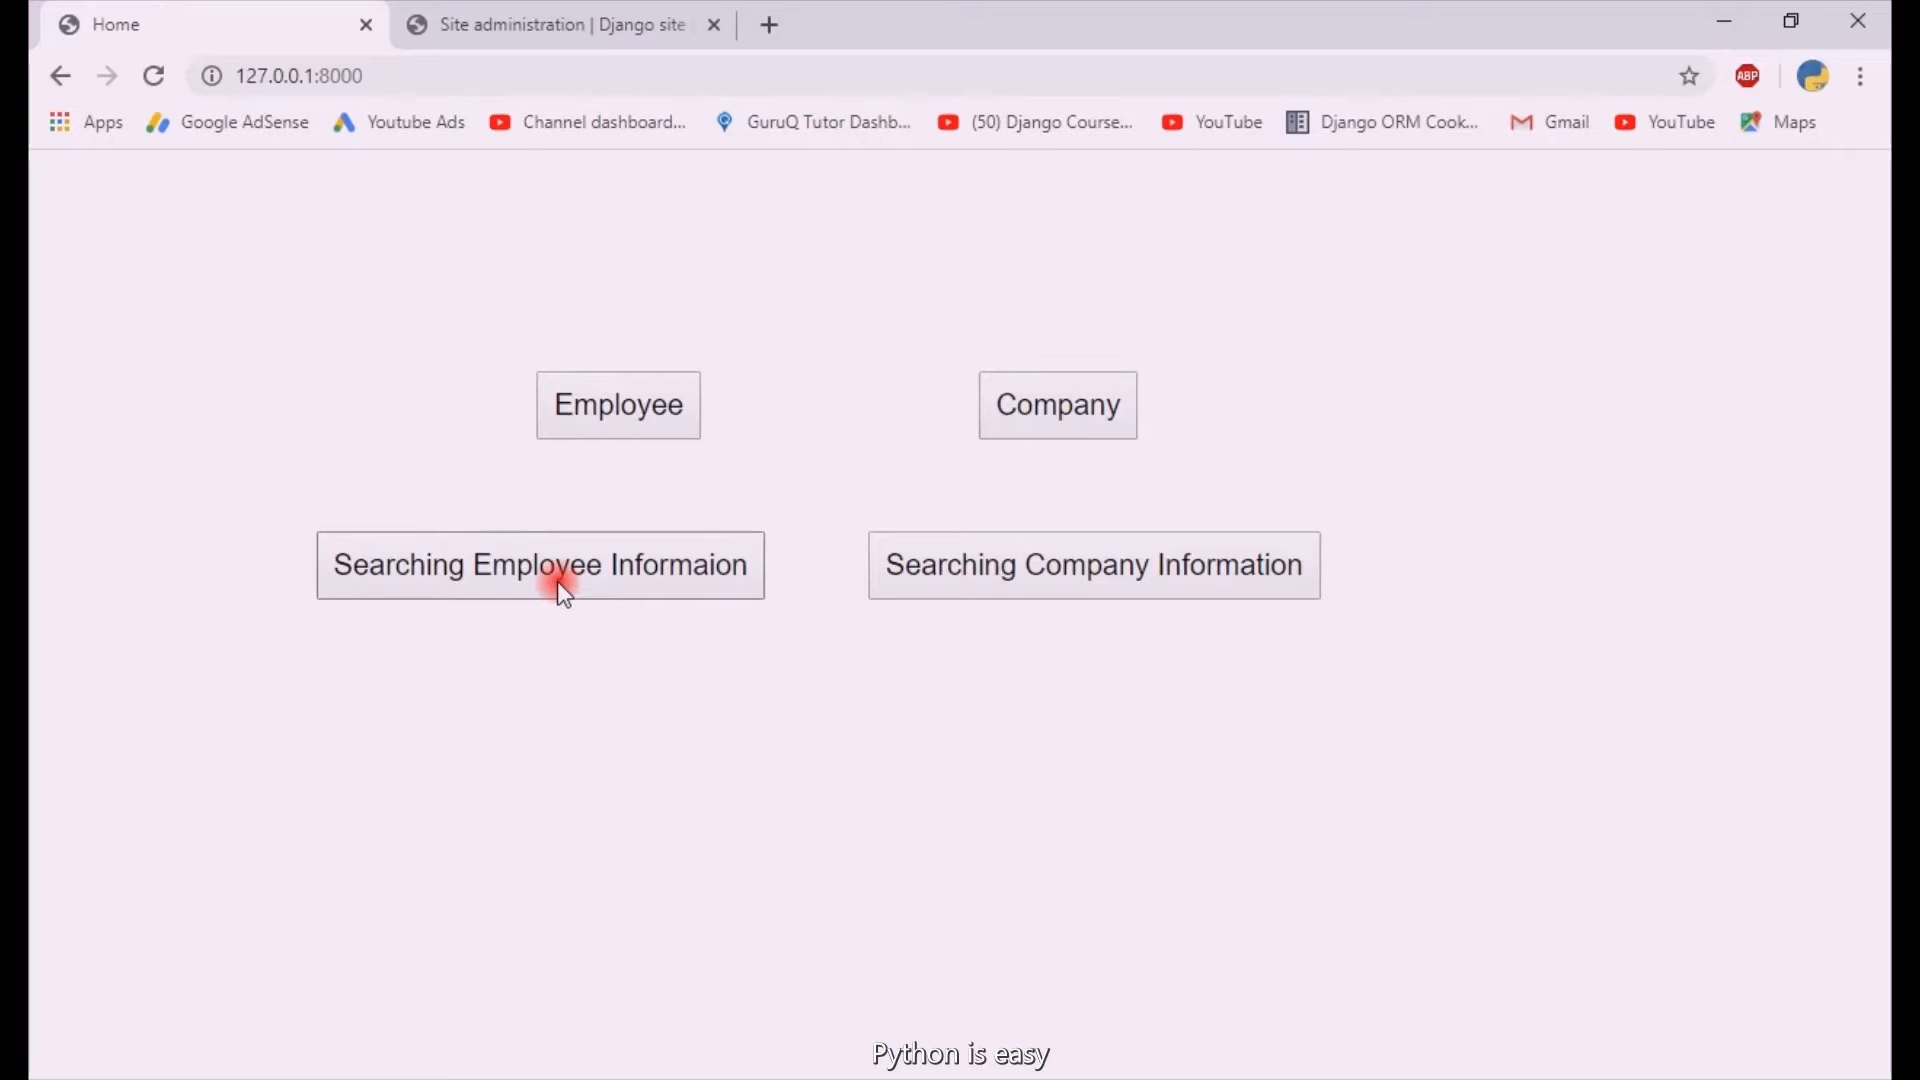 Home
Site administration | Django site
127.0.0.1:8000
ABP
Apps
Google AdSense
Youtube Ads
Channel dashboard...
GuruQ Tutor Dashb...
(50) Django Course...
YouTube
Django ORM Cook...
Gmail
YouTube
Maps
Employee
Company
Searching Employee Informaion
Searching Company Information
Python is easy